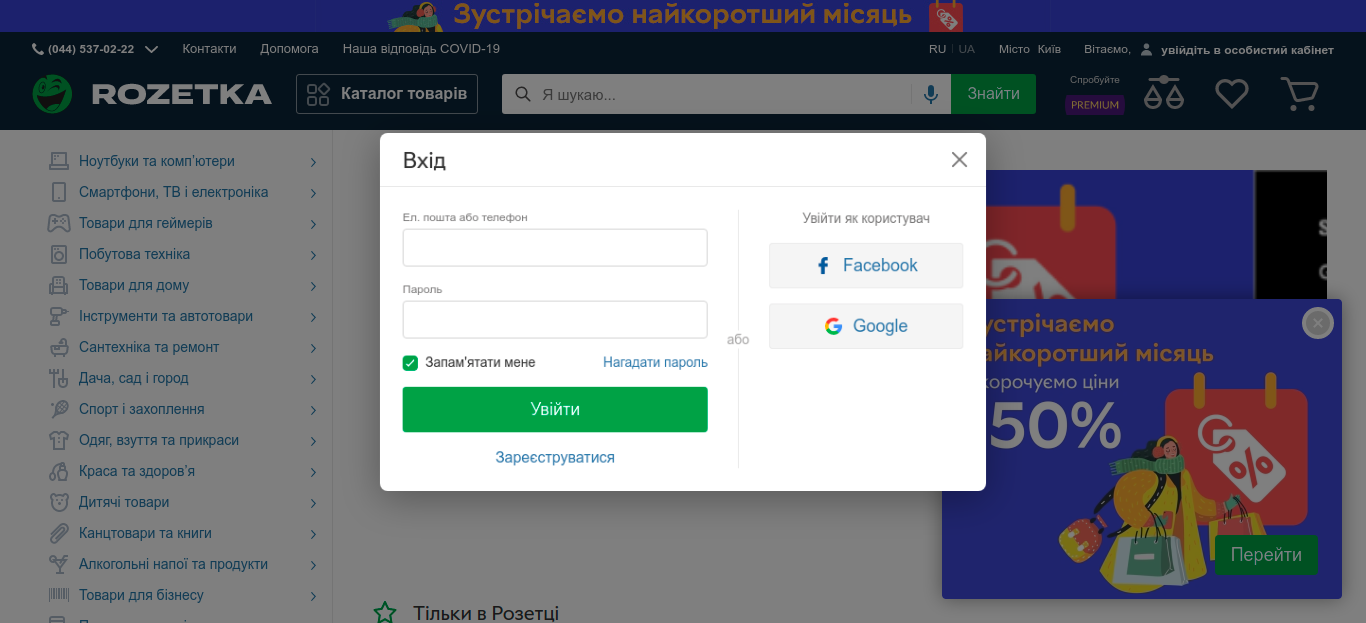 Зустрічаємо найкоротший місяць
(044) 537-02-22
Контакти
Допомога
Наша відповідь COVID-19
RU | UA
Місто Київ
Вітаємо, увійдіть в особистий кабінет
ROZETKA
Каталог товарів
Я шукаю...
Знайти
Спробуйте
PREMIUM
Ноутбуки та комп'ютери
Смартфони, ТВ і електроніка
Товари для геймерів
Побутова техніка
Товари для дому
Інструменти та автотовари
Сантехніка та ремонт
Дача, сад і город
Спорт і захоплення
Одяг, взуття та прикраси
Краса та здоров'я
Дитячі товари
Канцтовари та книги
Алкогольні напої та продукти
Товари для бізнесу
Вхід
Ел. пошта або телефон
Пароль
Запам'ятати мене
Нагадати пароль
Увійти
Зареєструватися
або
Увійти як користувач
Facebook
Google
устрічаємо
айкоротший місяць
корочуємо ціни
50%
%
Перейти
Тільки в Розетці